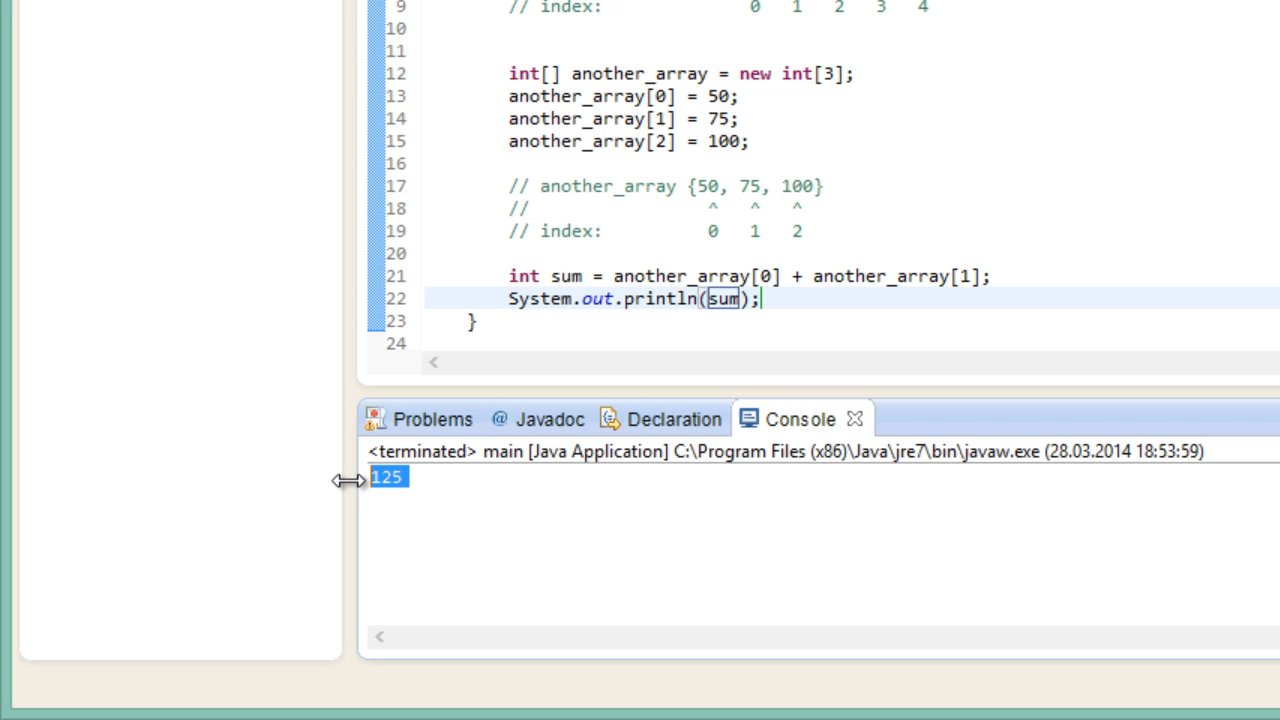 9 // index: 0 1 2 3 4
10
11
12 int[] another_array = new int[3];
13 another_array[0] = 50;
14 another_array[1] = 75;
15 another_array[2] = 100;
16
17 // another_array {50, 75, 100}
18 // ^ ^ ^
19 // index: 0 1 2
20
21 int sum = another_array[0] + another_array[1];
22 System.out.println(sum);
23 }
24
Problems @ Javadoc Declaration Console
<terminated> main [Java Application] C:\Program Files (x86)\Java\jre7\bin\javaw.exe (28.03.2014 18:53:59)
125